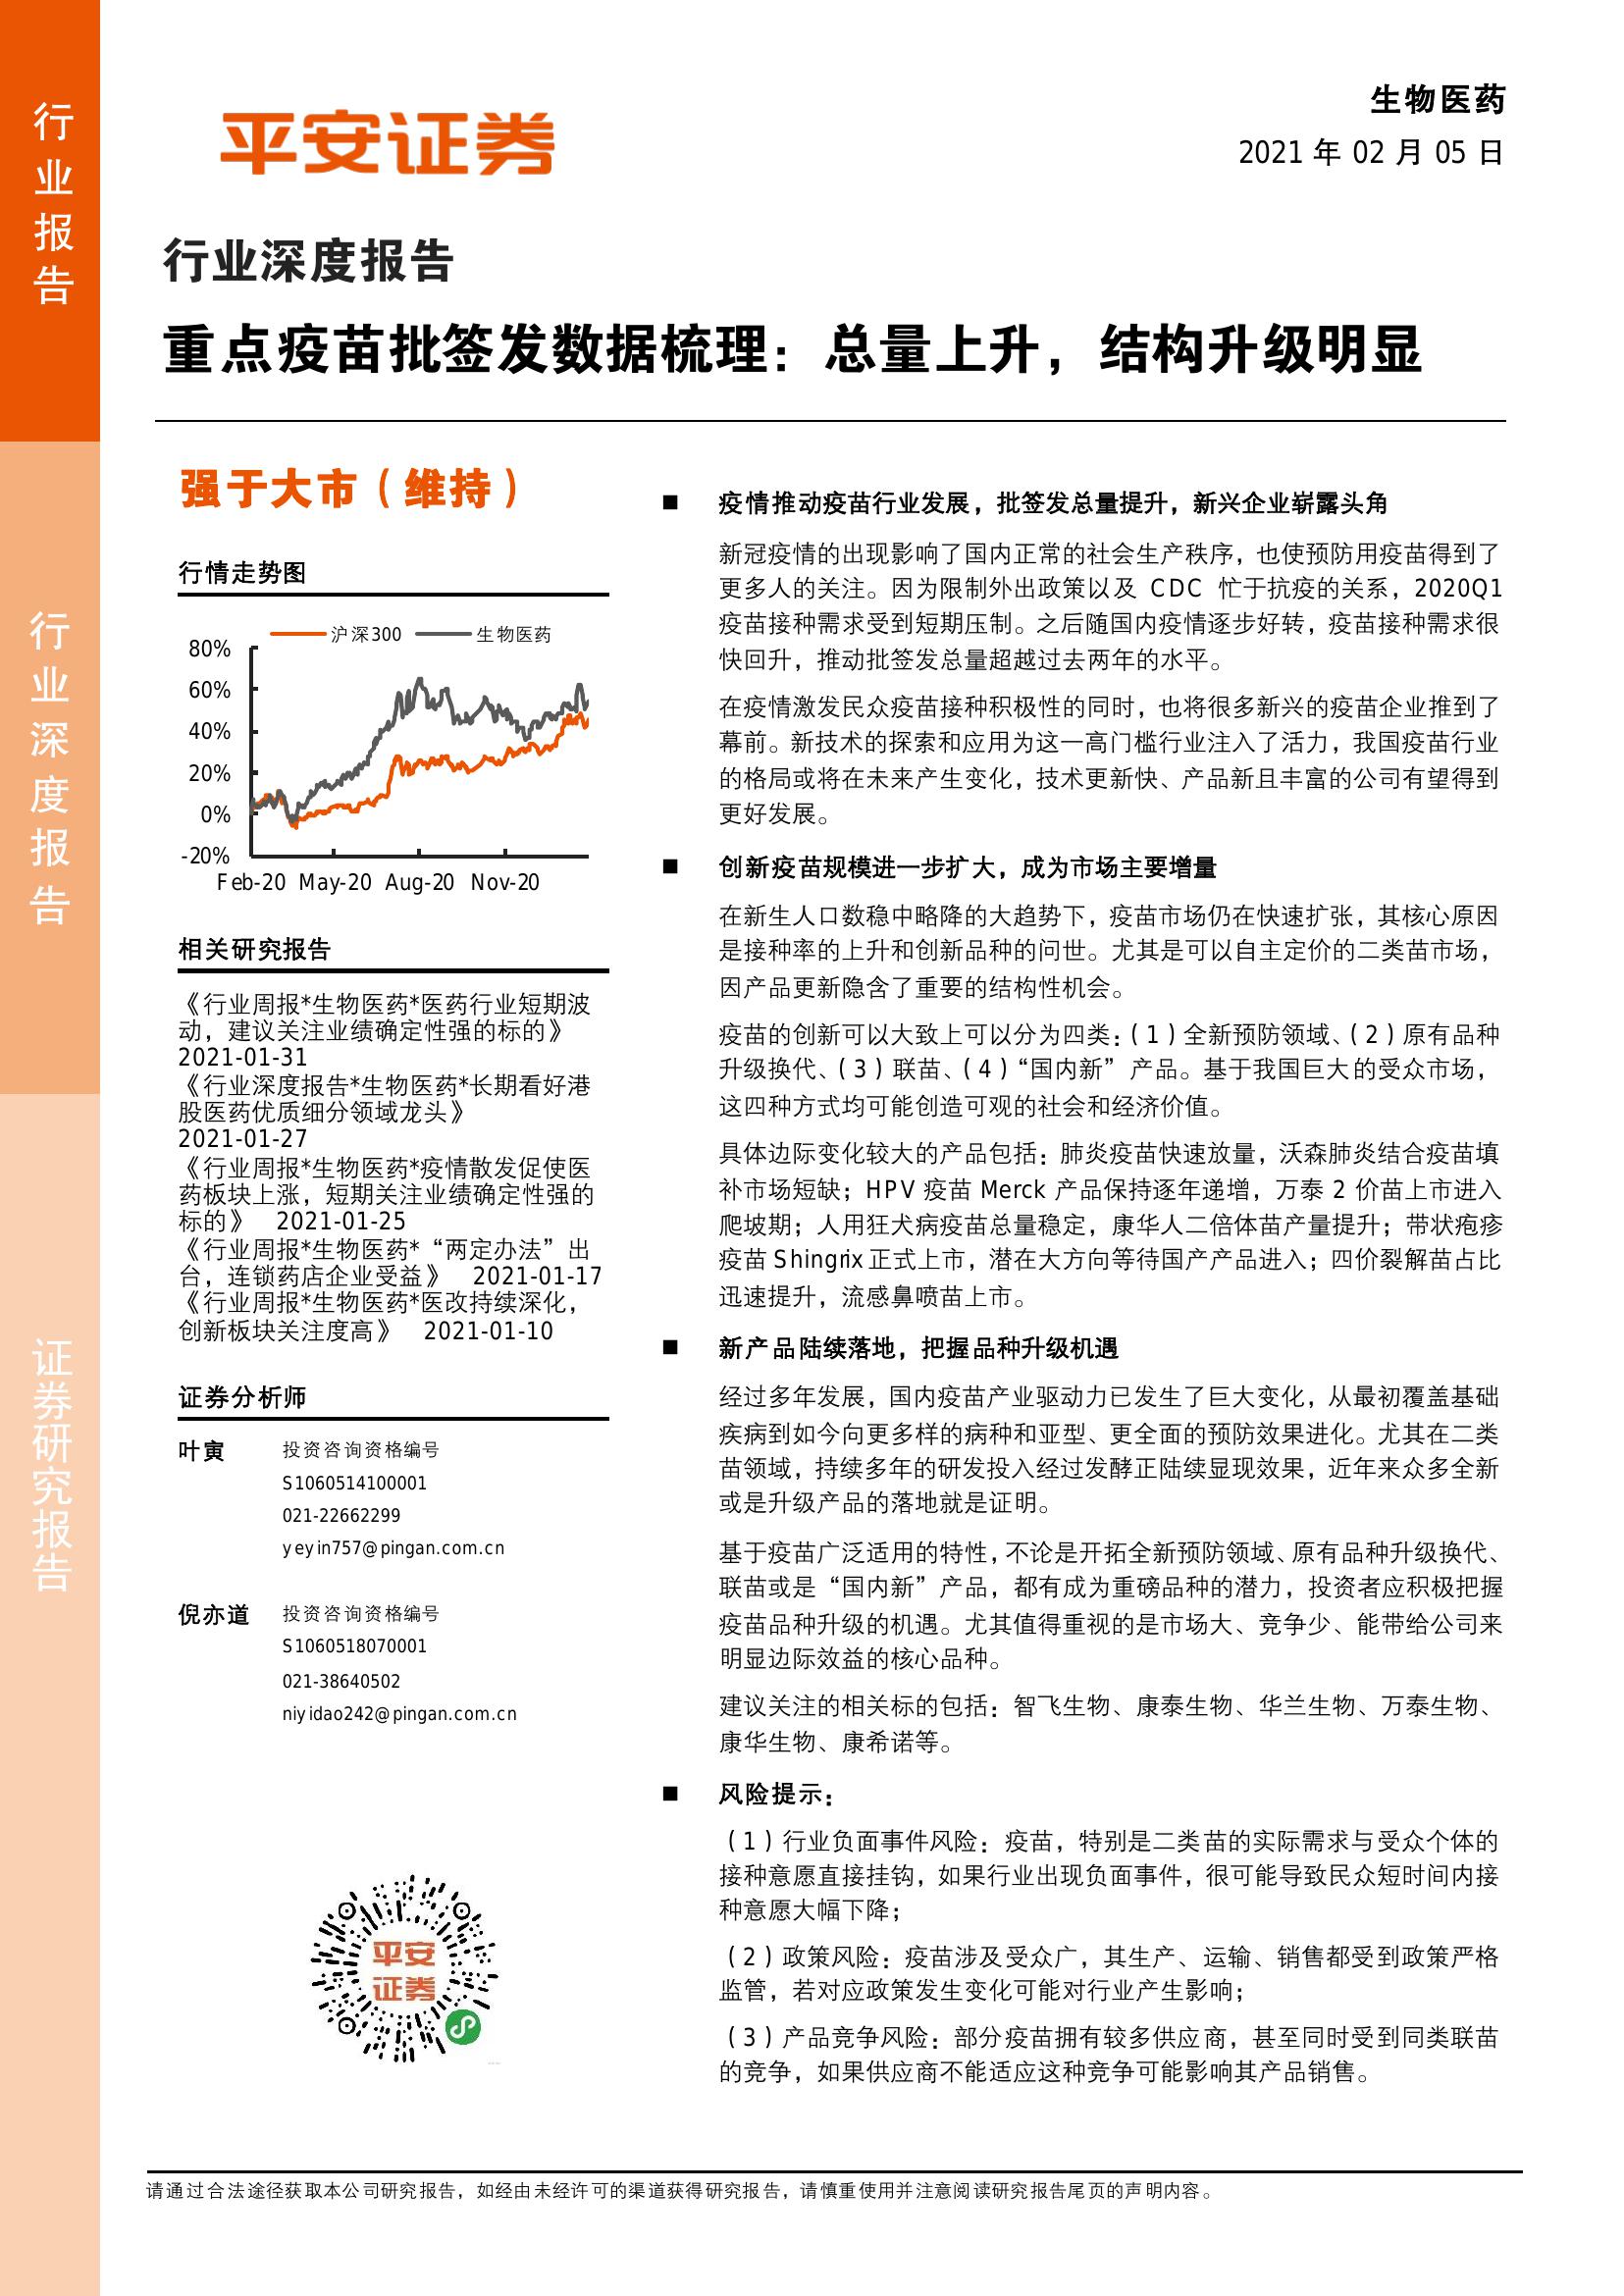 行业报告
行业深度报告
证券研究报告
平安证券
生物医药
2021 年 02 月 05 日
行业深度报告
重点疫苗批签发数据梳理：总量上升，结构升级明显
强于大市（维持）
行情走势图
沪深300 生物医药
80%
60%
40%
20%
0%
-20%
Feb-20 May-20 Aug-20 Nov-20
相关研究报告
《行业周报*生物医药*医药行业短期波
动，建议关注业绩确定性强的标的》
2021-01-31
《行业深度报告*生物医药*长期看好港
股医药优质细分领域龙头》
2021-01-27
《行业周报*生物医药*疫情散发促使医
药板块上涨，短期关注业绩确定性强的
标的》 2021-01-25
《行业周报*生物医药*“两定办法”出
台，连锁药店企业受益》 2021-01-17
《行业周报*生物医药*医改持续深化，
创新板块关注度高》 2021-01-10
证券分析师
叶寅 投资咨询资格编号
S1060514100001
021-22662299
yeyin757@pingan.com.cn
倪亦道 投资咨询资格编号
S1060518070001
021-38640502
niyidao242@pingan.com.cn
平安
证券
■ 疫情推动疫苗行业发展，批签发总量提升，新兴企业崭露头角
新冠疫情的出现影响了国内正常的社会生产秩序，也使预防用疫苗得到了
更多人的关注。因为限制外出政策以及 CDC 忙于抗疫的关系，2020Q1
疫苗接种需求受到短期压制。之后随国内疫情逐步好转，疫苗接种需求很
快回升，推动批签发总量超越过去两年的水平。
在疫情激发民众疫苗接种积极性的同时，也将很多新兴的疫苗企业推到了
幕前。新技术的探索和应用为这一高门槛行业注入了活力，我国疫苗行业
的格局或将在未来产生变化，技术更新快、产品新且丰富的公司有望得到
更好发展。
■ 创新疫苗规模进一步扩大，成为市场主要增量
在新生人口数稳中略降的大趋势下，疫苗市场仍在快速扩张，其核心原因
是接种率的上升和创新品种的问世。尤其是可以自主定价的二类苗市场，
因产品更新隐含了重要的结构性机会。
疫苗的创新可以大致上可以分为四类：（1）全新预防领域、（2）原有品种
升级换代、（3）联苗、（4）“国内新”产品。基于我国巨大的受众市场，
这四种方式均可能创造可观的社会和经济价值。
具体边际变化较大的产品包括：肺炎疫苗快速放量，沃森肺炎结合疫苗填
补市场短缺；HPV 疫苗 Merck 产品保持逐年递增，万泰 2 价苗上市进入
爬坡期；人用狂犬病疫苗总量稳定，康华人二倍体苗产量提升；带状疱疹
疫苗 Shingrix 正式上市，潜在大方向等待国产产品进入；四价裂解苗占比
迅速提升，流感鼻喷苗上市。
■ 新产品陆续落地，把握品种升级机遇
经过多年发展，国内疫苗产业驱动力已发生了巨大变化，从最初覆盖基础
疾病到如今向更多样的病种和亚型、更全面的预防效果进化。尤其在二类
苗领域，持续多年的研发投入经过发酵正陆续显现效果，近年来众多全新
或是升级产品的落地就是证明。
基于疫苗广泛适用的特性，不论是开拓全新预防领域、原有品种升级换代、
联苗或是“国内新”产品，都有成为重磅品种的潜力，投资者应积极把握
疫苗品种升级的机遇。尤其值得重视的是市场大、竞争少、能带给公司来
明显边际效益的核心品种。
建议关注的相关标的包括：智飞生物、康泰生物、华兰生物、万泰生物、
康华生物、康希诺等。
■ 风险提示：
（1）行业负面事件风险：疫苗，特别是二类苗的实际需求与受众个体的
接种意愿直接挂钩，如果行业出现负面事件，很可能导致民众短时间内接
种意愿大幅下降；
（2）政策风险：疫苗涉及受众广，其生产、运输、销售都受到政策严格
监管，若对应政策发生变化可能对行业产生影响；
（3）产品竞争风险：部分疫苗拥有较多供应商，甚至同时受到同类联苗
的竞争，如果供应商不能适应这种竞争可能影响其产品销售。
请通过合法途径获取本公司研究报告，如经由未经许可的渠道获得研究报告，请慎重使用并注意阅读研究报告尾页的声明内容。